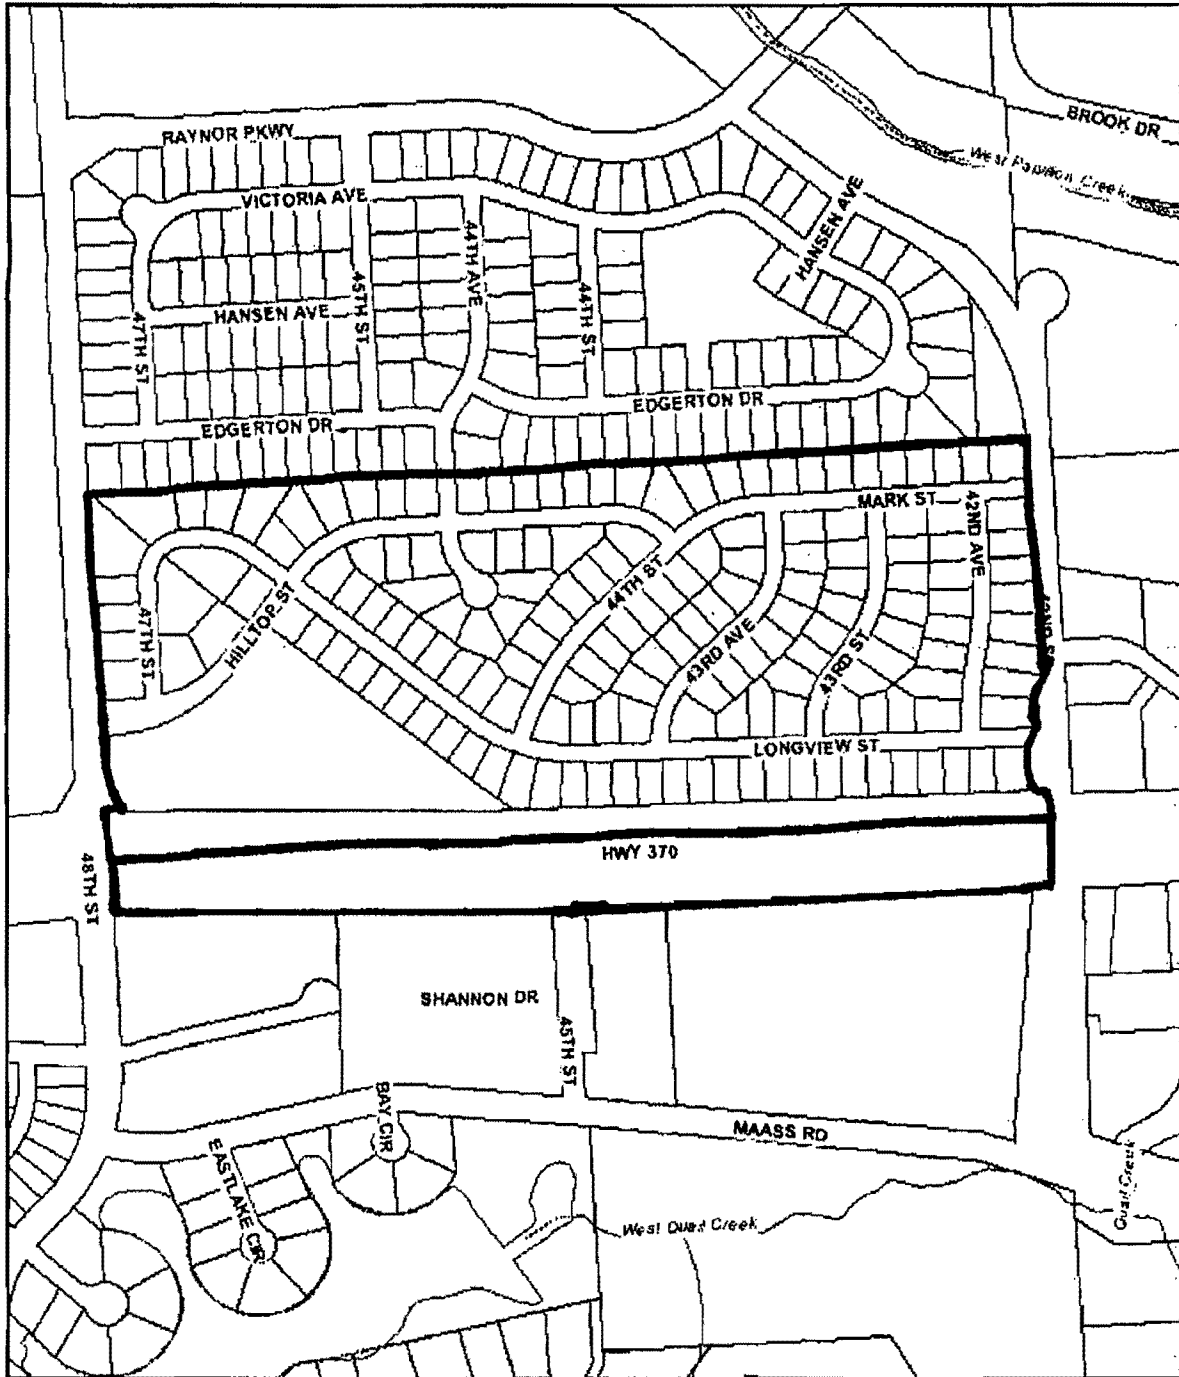 BROOK DR
RAYNOR PKWY
West Papillion Creek
VICTORIA AVE
HANSEN AVE
44TH AVE
45TH ST
44TH ST
HANSEN AVE
47TH ST
EDGERTON DR
EDGERTON DR
MARK ST
42ND AVE
44TH ST
47TH ST
HILLTOP ST
42ND ST
43RD AVE
43RD ST
LONGVIEW ST
HWY 370
48TH ST
SHANNON DR
45TH ST
BAY CIR
MAASS RD
EASTLAKE CIR
Quail Creek
West Quail Creek